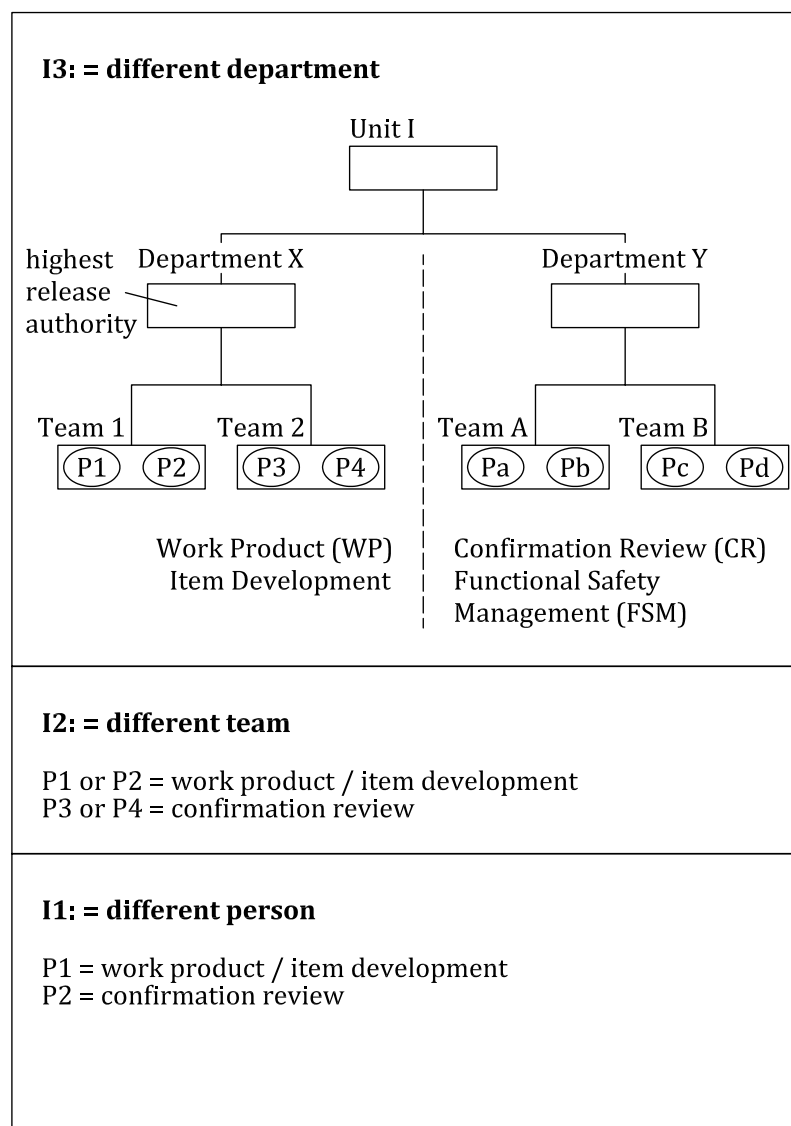 I3: = different department
Unit I
highest
release
authority
Department X
Department Y
Team 1
Team 2
Team A
Team B
P1
P2
P3
P4
Pa
Pb
Pc
Pd
Work Product (WP)
Item Development
Confirmation Review (CR)
Functional Safety
Management (FSM)
I2: = different team
P1 or P2 = work product / item development
P3 or P4 = confirmation review
I1: = different person
P1 = work product / item development
P2 = confirmation review